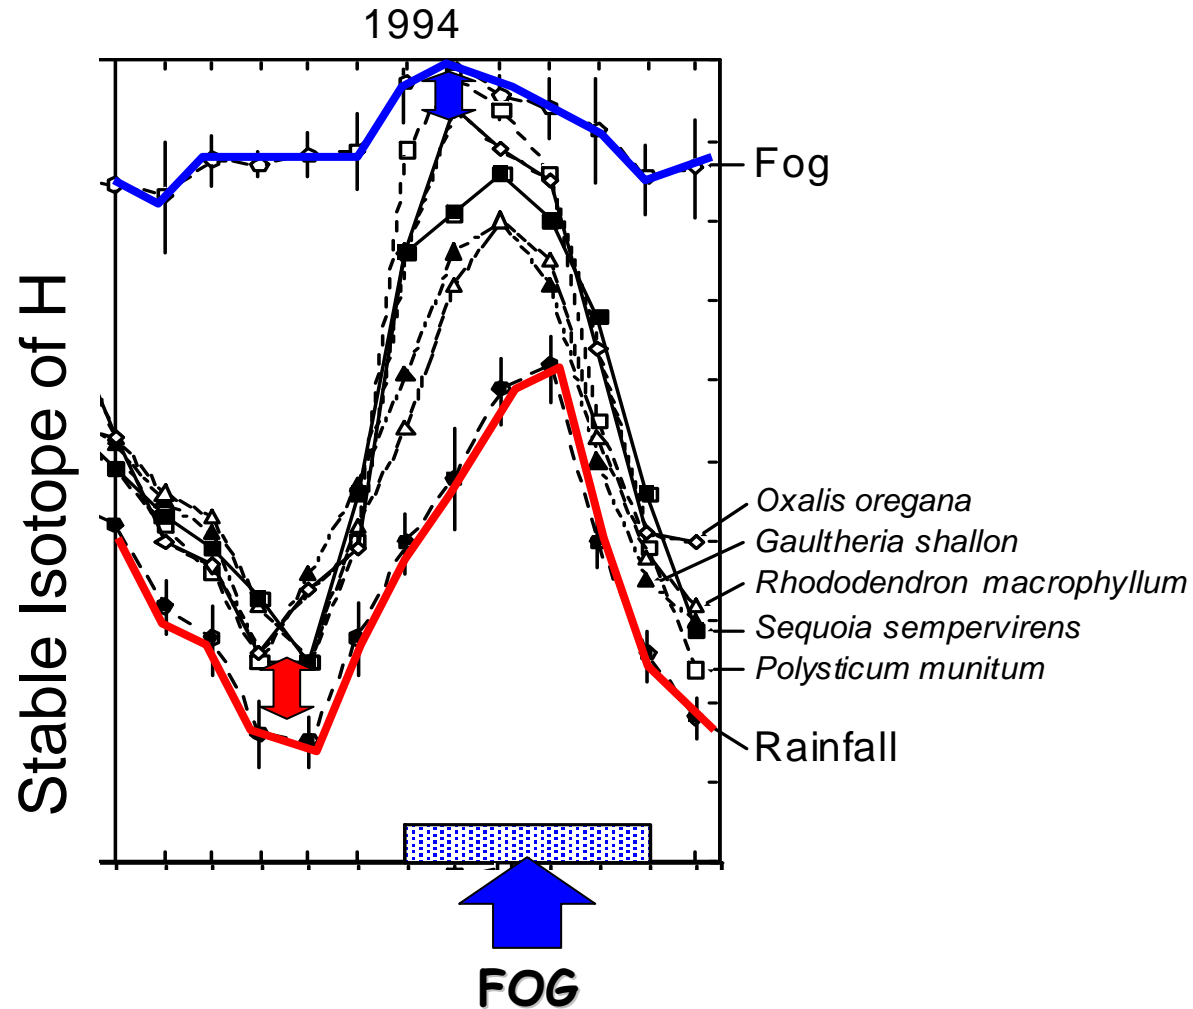 1994
Stable Isotope of H
Fog
Oxalis oregana
Gaultheria shallon
Rhododendron macrophyllum
Sequoia sempervirens
Polysticum munitum
Rainfall
FOG